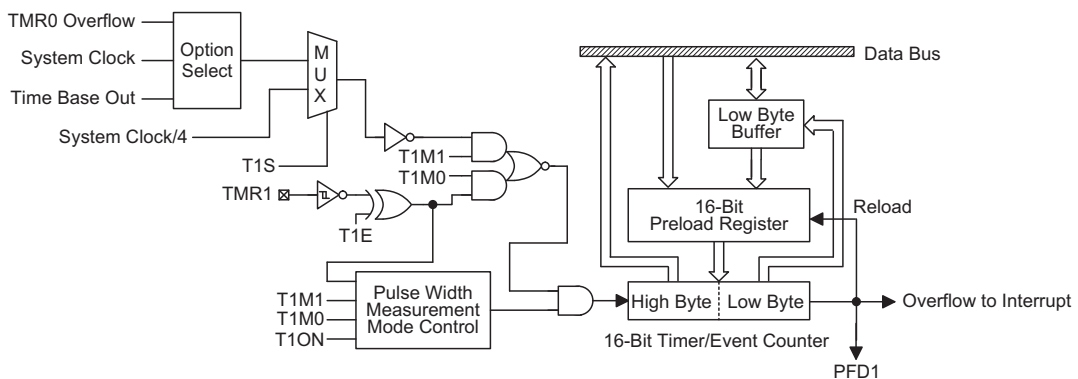 TMR0 Overflow
System Clock
Time Base Out
Option
Select
System Clock/4
M
U
X
T1S
TMR1
T1E
T1M1
T1M0
T1M1
T1M0
T1ON
Pulse Width
Measurement
Mode Control
Data Bus
Low Byte
Buffer
16-Bit
Preload Register
Reload
High Byte
Low Byte
Overflow to Interrupt
16-Bit Timer/Event Counter
PFD1